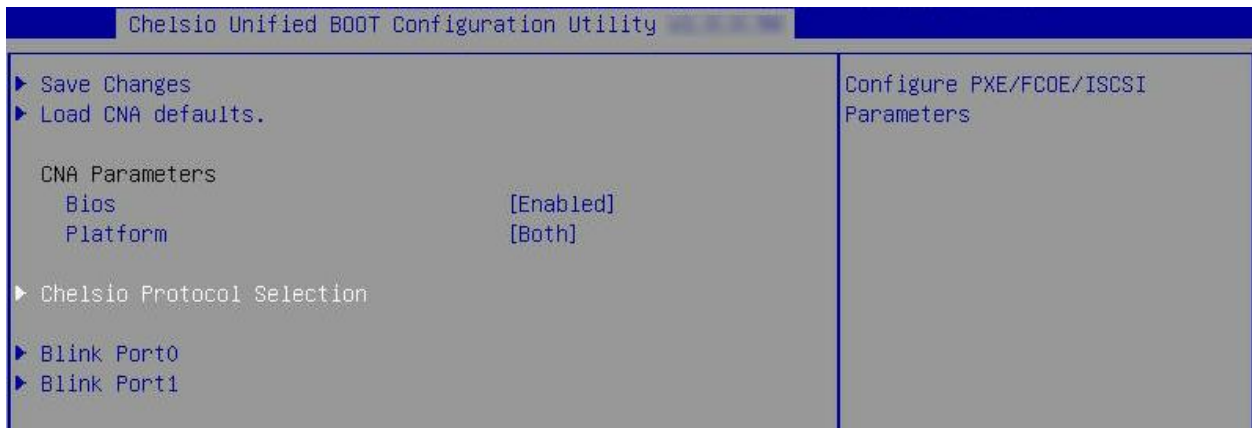 Chelsio Unified BOOT Configuration Utility
Save Changes
Load CNA defaults.
CNA Parameters
Bios [Enabled]
Platform [Both]
Chelsio Protocol Selection
Blink Port0
Blink Port1
Configure PXE/FCOE/ISCSI
Parameters